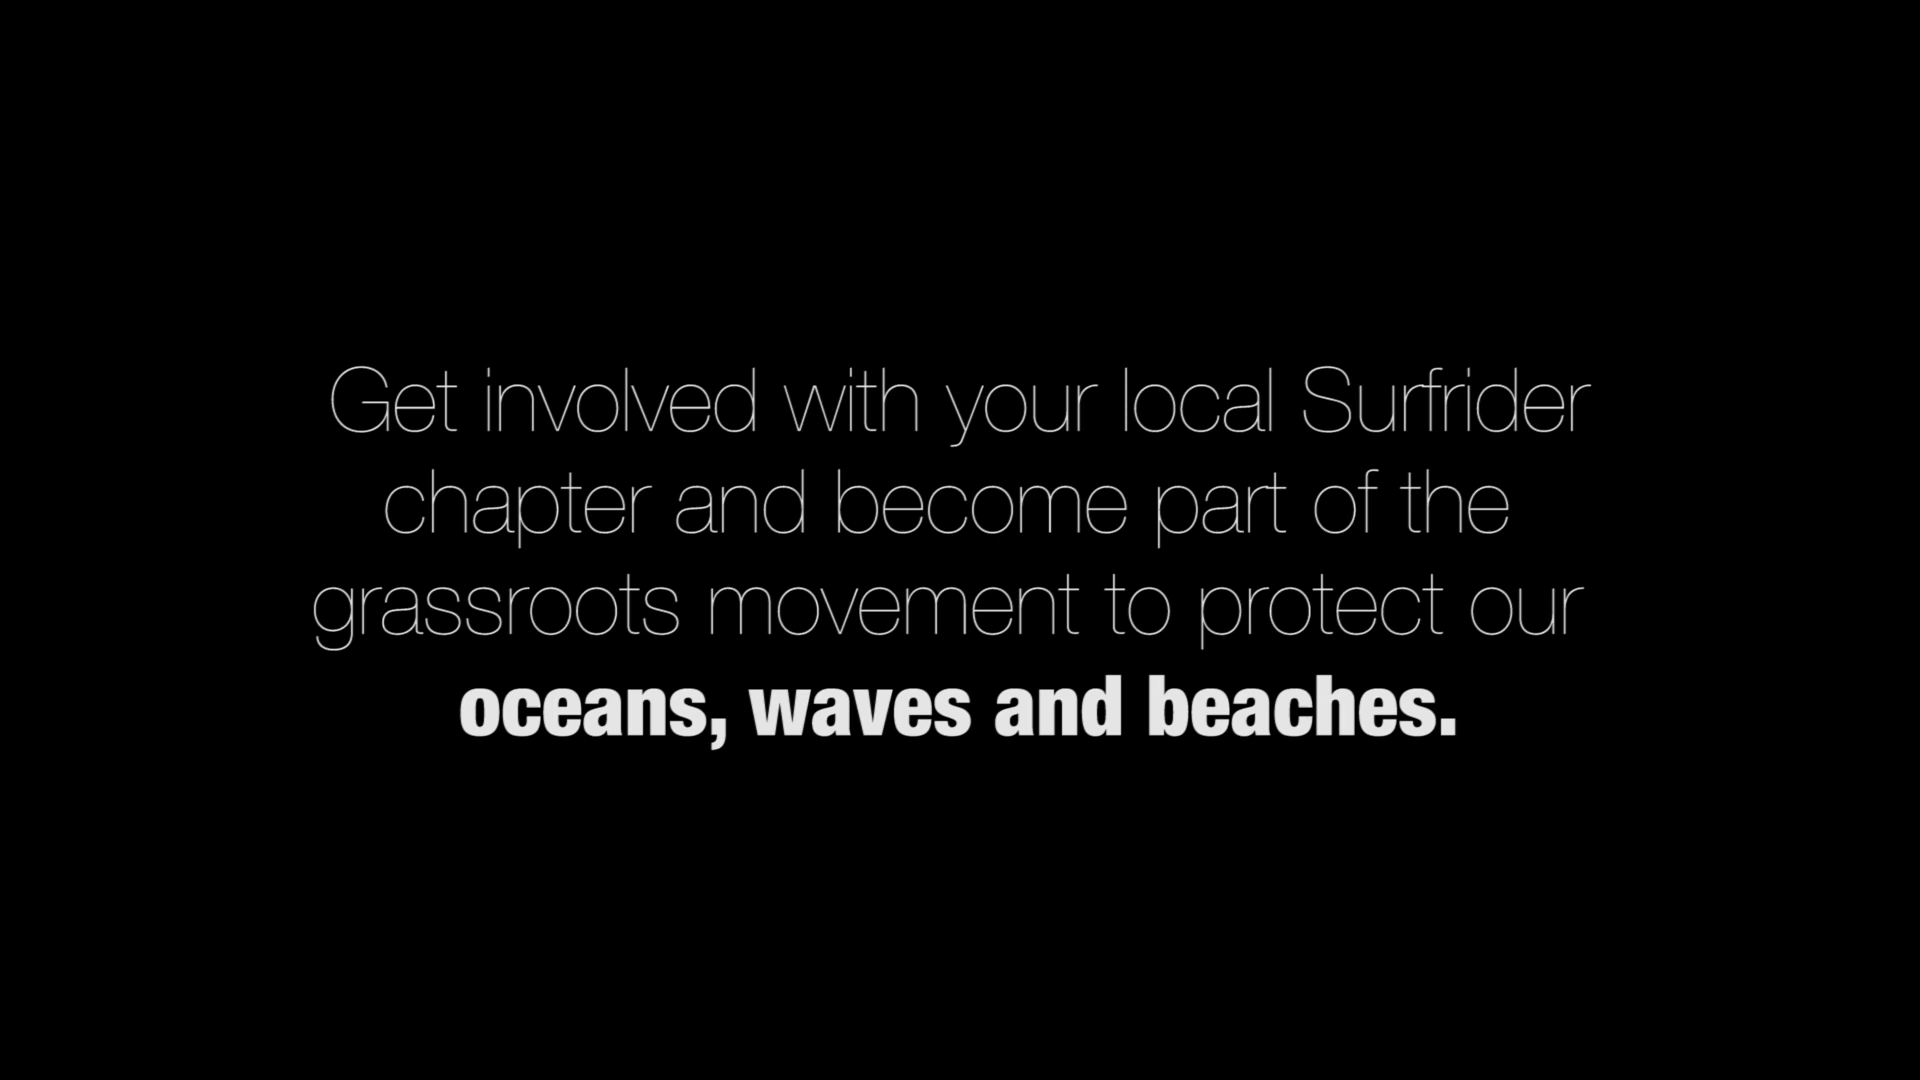 Get involved with your local Surfrider
chapter and become part of the
grassroots movement to protect our
oceans, waves and beaches.